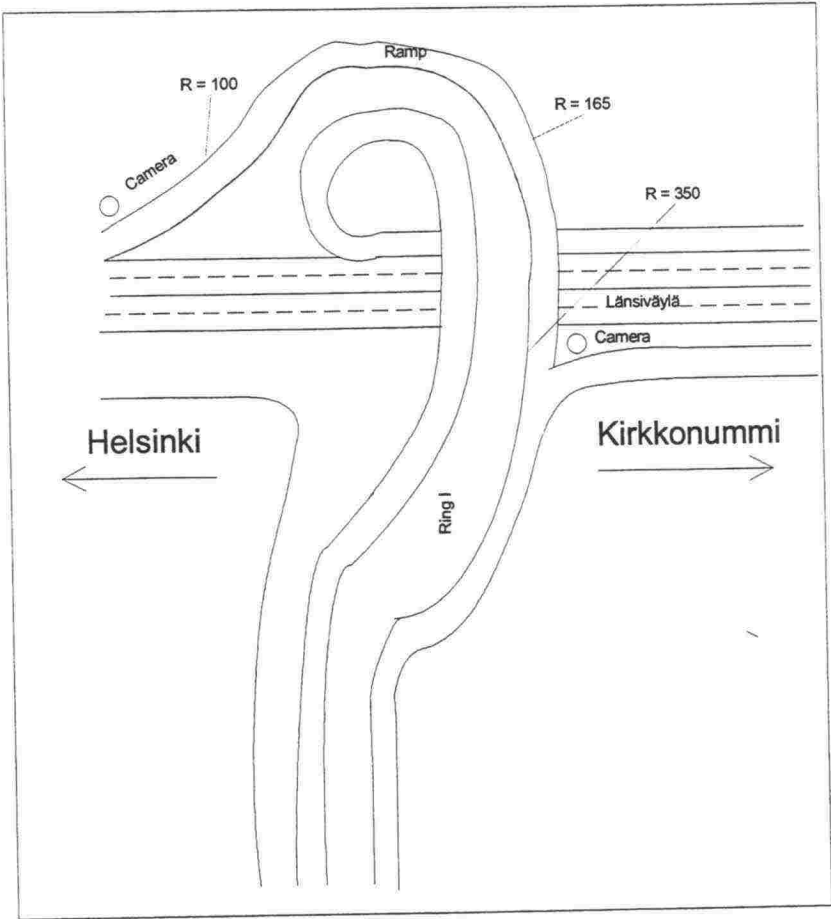 Ramp
R = 100
R = 165
Camera
R = 350
Länsiväylä
Camera
Helsinki
Kirkkonummi
Ring I